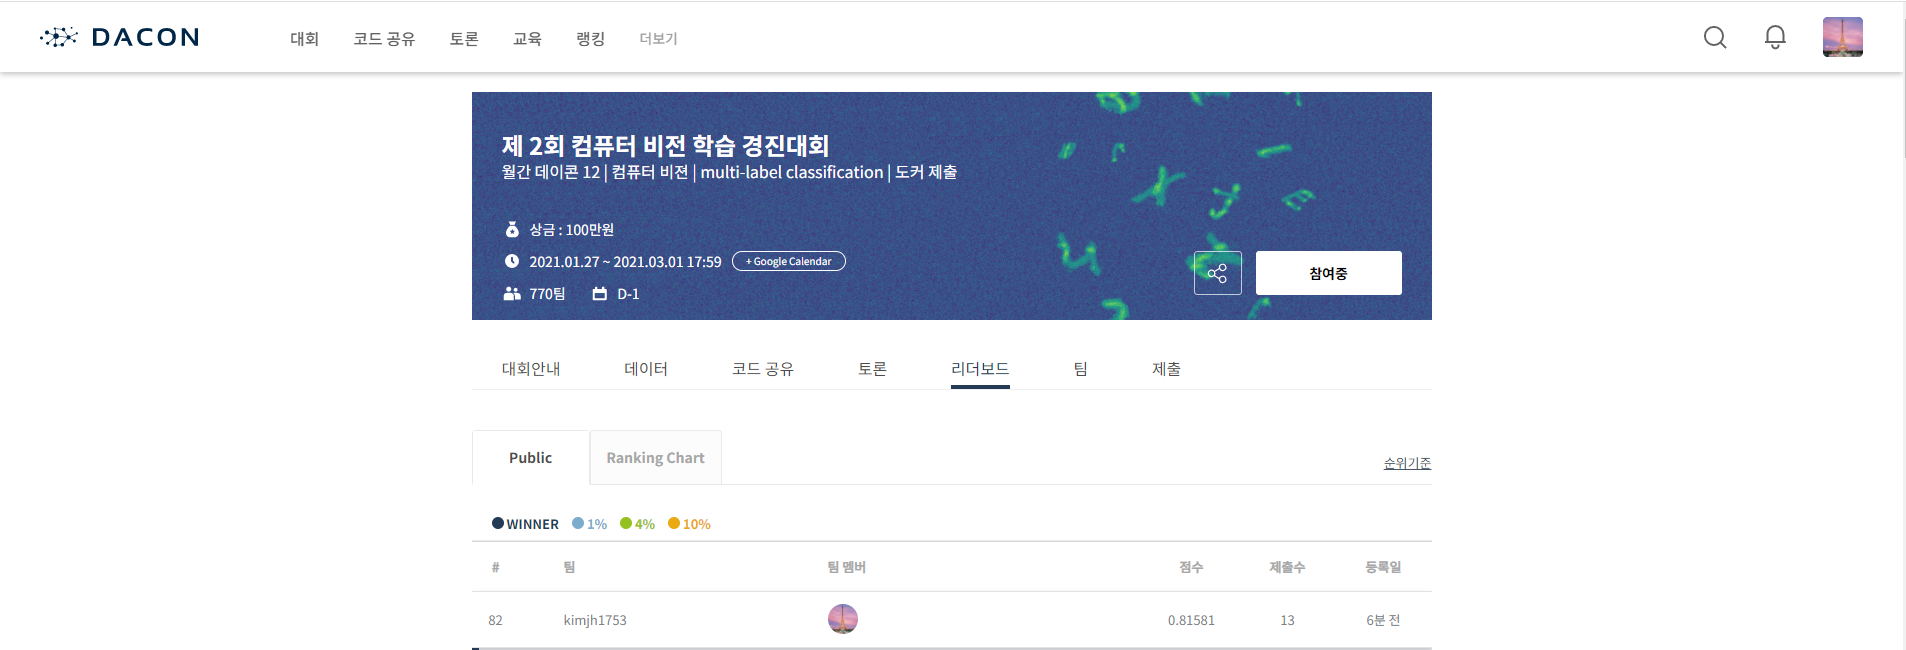 DACON 대회 코드 공유 토론 교육 랭킹 더보기
제 2회 컴퓨터 비전 학습 경진대회
월간 데이콘 12 | 컴퓨터 비젼 | multi-label classification | 도커 제출
상금 : 100만원
2021.01.27 ~ 2021.03.01 17:59 + Google Calendar
770팀 D-1
참여중
대회안내 데이터 코드 공유 토론 리더보드 팀 제출
Public Ranking Chart
순위기준
WINNER 1% 4% 10%
# 팀 팀 멤버 점수 제출수 등록일
82 kimjh1753 0.81581 13 6분 전